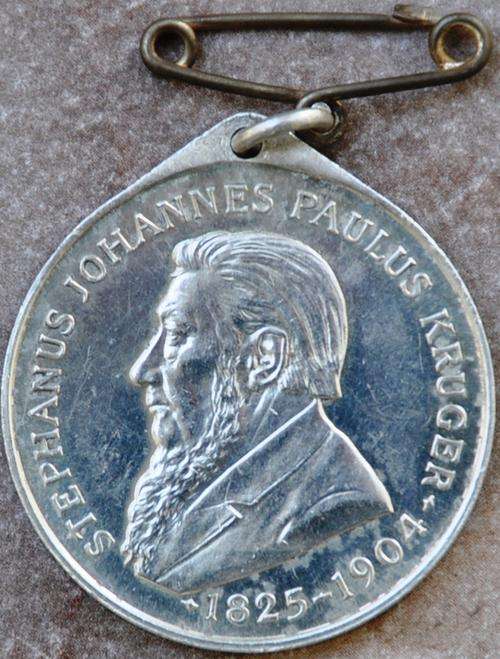 STEPHANUS JOHANNES PAULUS KRUGER
1825-1904